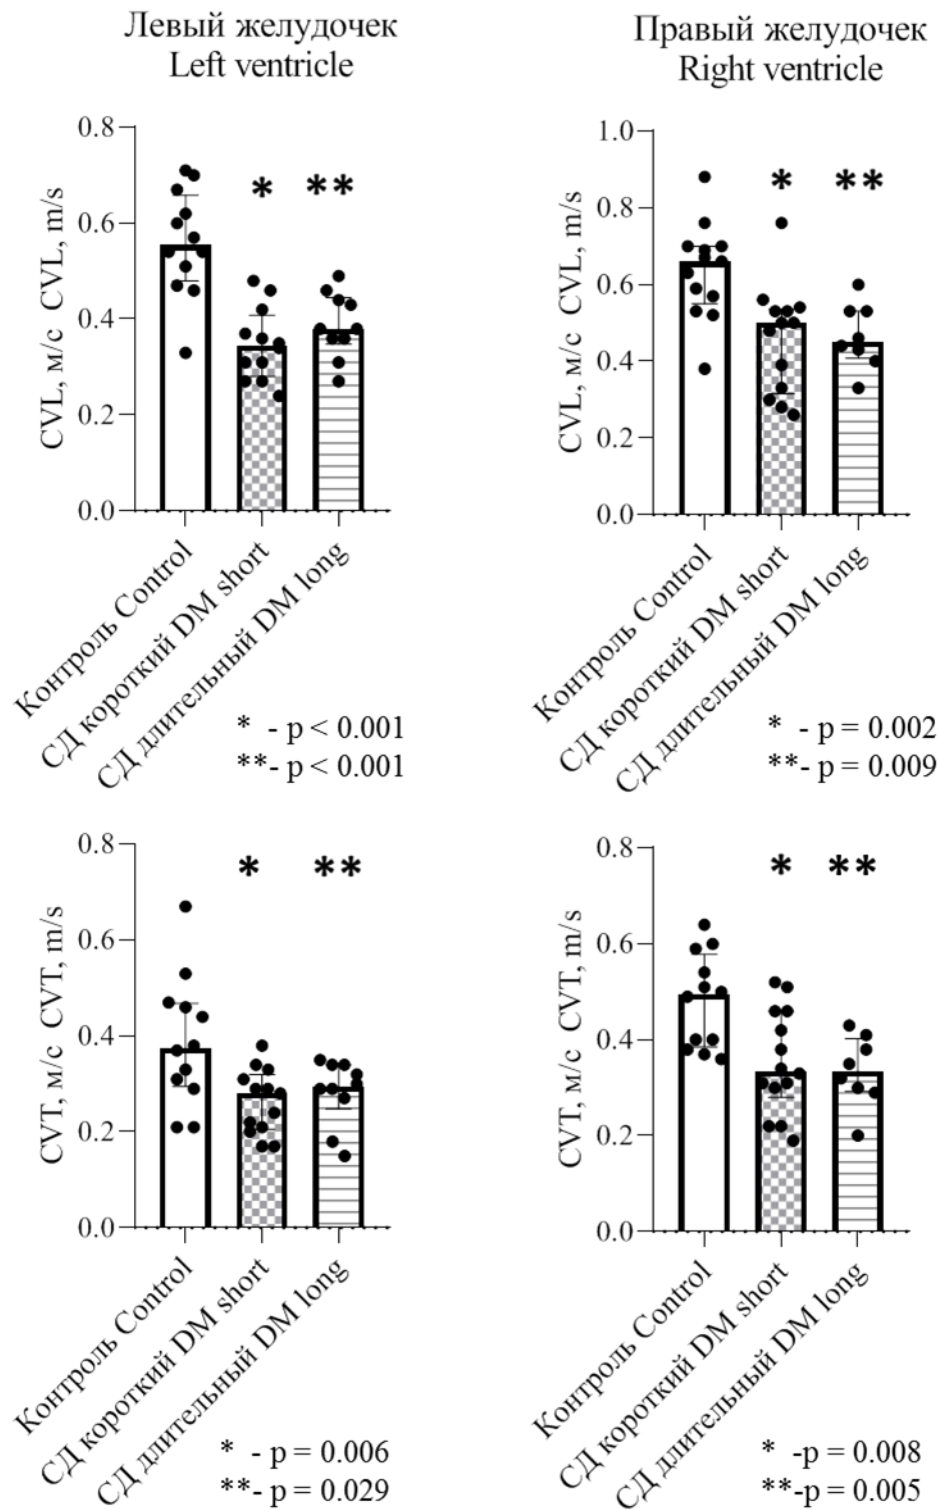 Левый желудочек
Left ventricle
CVL, м/с CVL, m/s
0.8
0.6
0.4
0.2
0.0
*
**
Контроль Control
СД короткий DM short
СД длительный DM long
* - p < 0.001
**- p < 0.001
Правый желудочек
Right ventricle
CVL, м/с CVL, m/s
1.0
0.8
0.6
0.4
0.2
0.0
*
**
Контроль Control
СД короткий DM short
СД длительный DM long
* - p = 0.002
**- p = 0.009
CVT, м/с CVT, m/s
0.8
0.6
0.4
0.2
0.0
*
**
Контроль Control
СД короткий DM short
СД длительный DM long
* - p = 0.006
**- p = 0.029
CVT, м/с CVT, m/s
0.8
0.6
0.4
0.2
0.0
*
**
Контроль Control
СД короткий DM short
СД длительный DM long
* -p = 0.008
**-p = 0.005